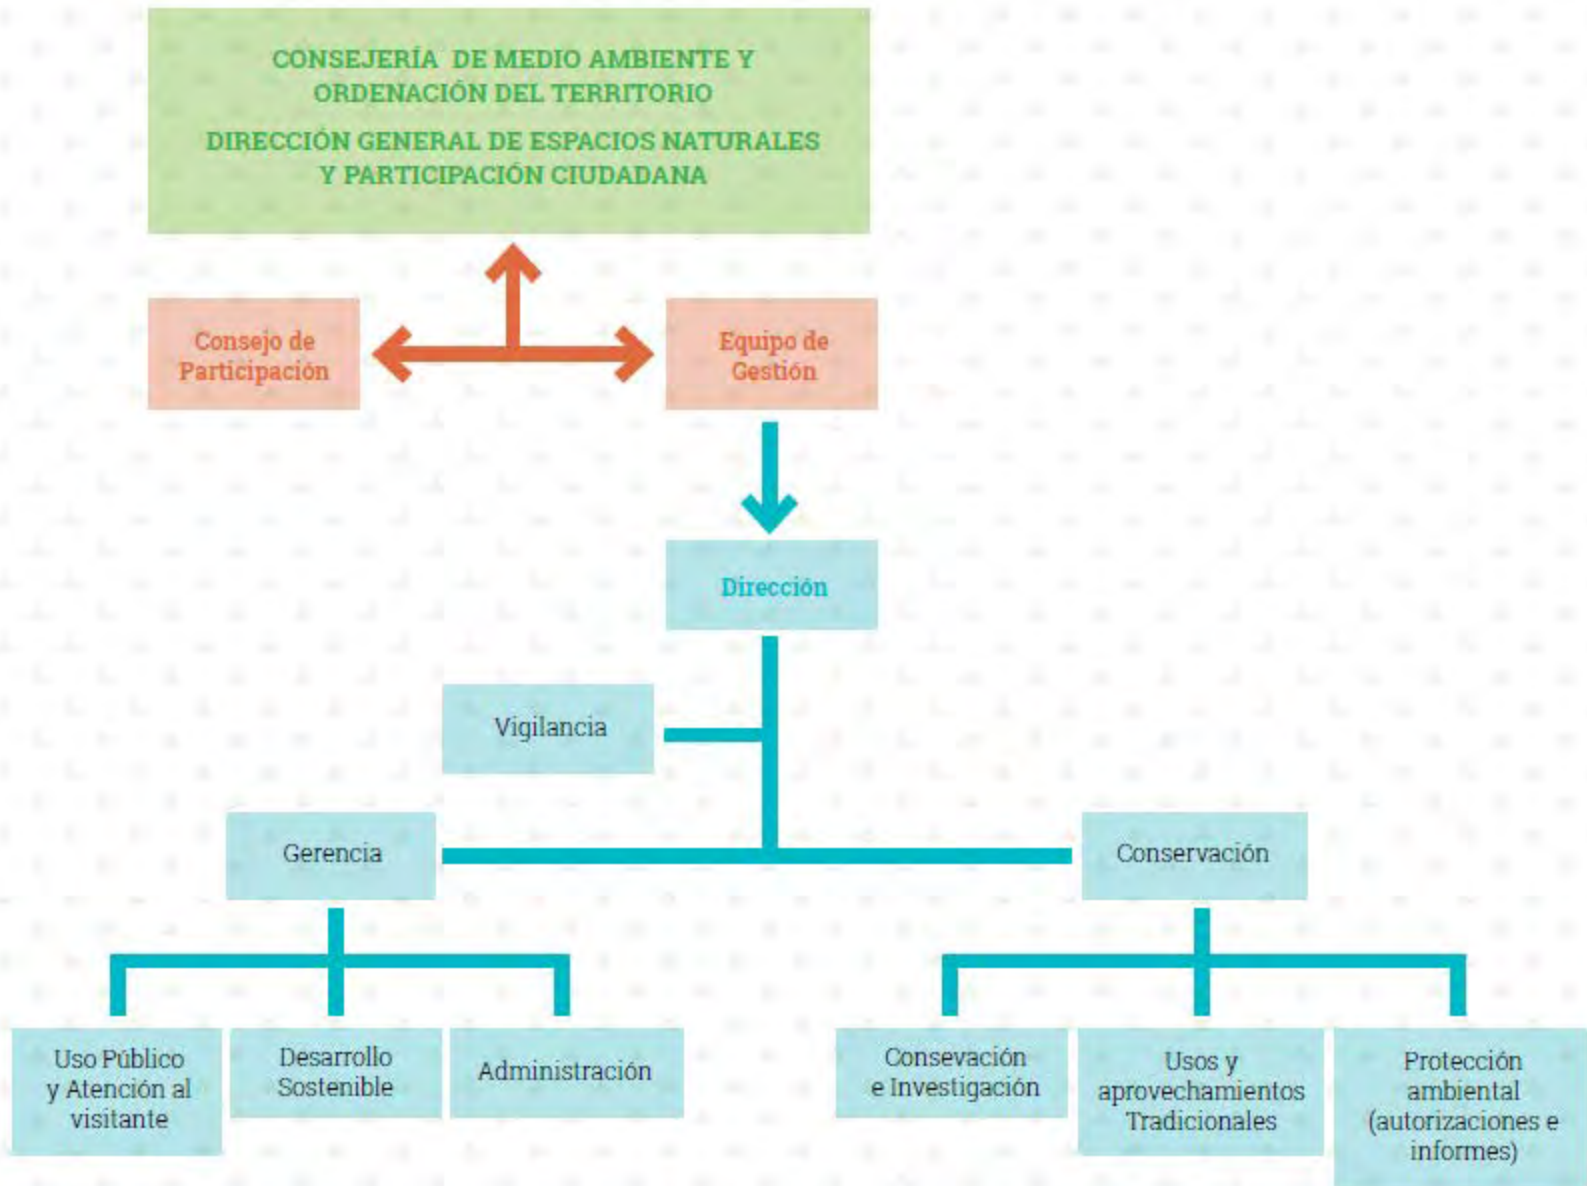 CONSEJERÍA DE MEDIO AMBIENTE Y
ORDENACIÓN DEL TERRITORIO
DIRECCIÓN GENERAL DE ESPACIOS NATURALES
Y PARTICIPACIÓN CIUDADANA
Consejo de
Participación
Equipo de
Gestión
Dirección
Vigilancia
Gerencia
Conservación
Uso Público
y Atención al
visitante
Desarrollo
Sostenible
Administración
Consevación
e Investigación
Usos y
aprovechamientos
Tradicionales
Protección
ambiental
(autorizaciones e
informes)